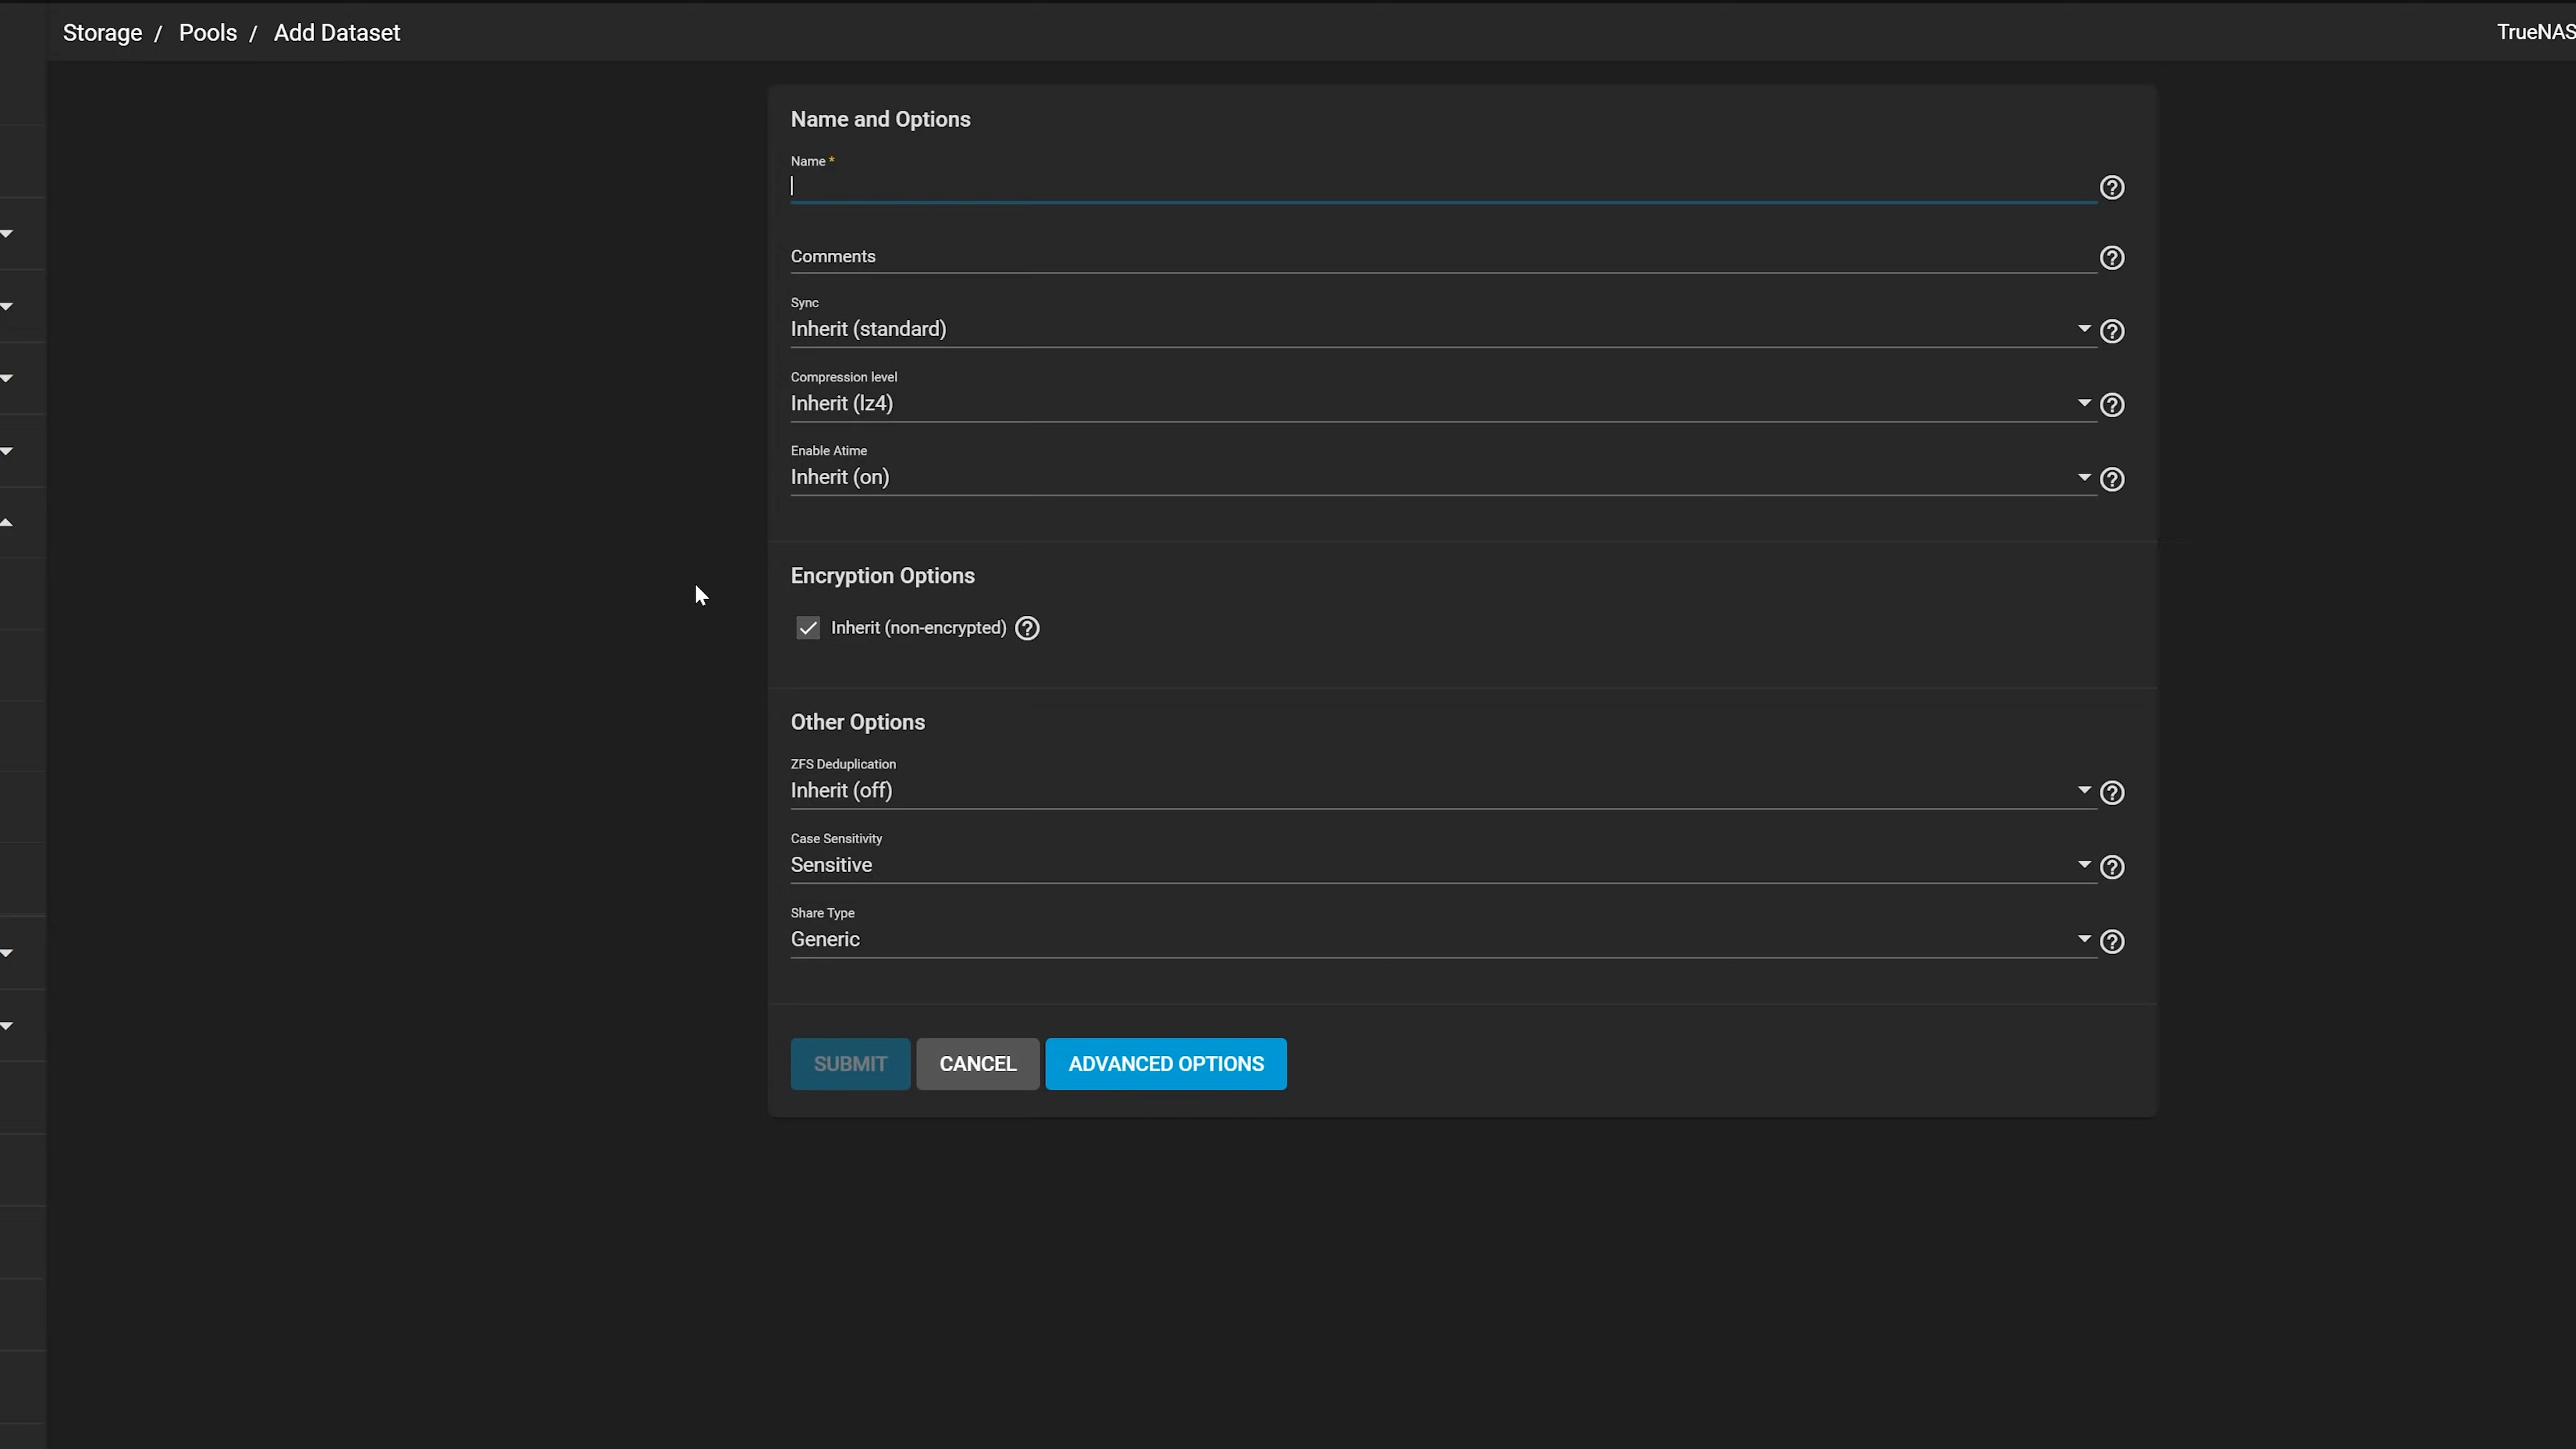 Storage / Pools / Add Dataset
TrueNAS
Name and Options
Name *
Comments
Sync
Inherit (standard)
Compression level
Inherit (lz4)
Enable Atime
Inherit (on)
Encryption Options
Inherit (non-encrypted)
Other Options
ZFS Deduplication
Inherit (off)
Case Sensitivity
Sensitive
Share Type
Generic
SUBMIT CANCEL ADVANCED OPTIONS